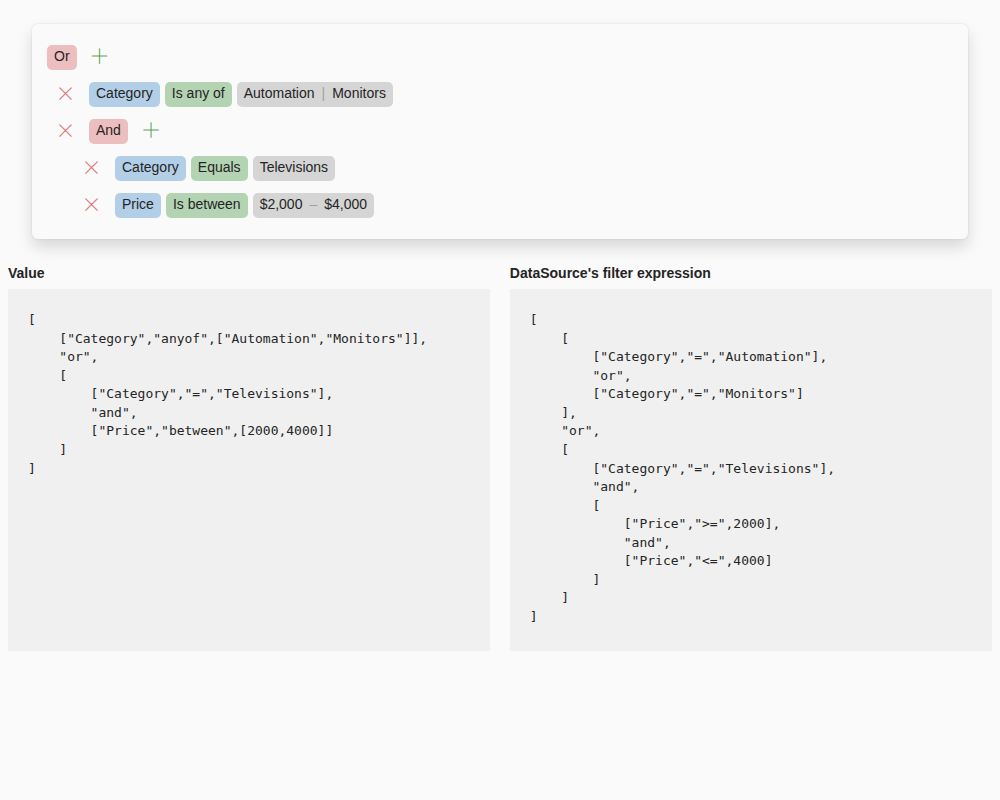 Or
Category Is any of Automation | Monitors
And
Category Equals Televisions
Price Is between $2,000 – $4,000
Value
[
    ["Category","anyof",["Automation","Monitors"]],
    "or",
    [
        ["Category","=","Televisions"],
        "and",
        ["Price","between",[2000,4000]]
    ]
]
DataSource's filter expression
[
    [
        ["Category","=","Automation"],
        "or",
        ["Category","=","Monitors"]
    ],
    "or",
    [
        ["Category","=","Televisions"],
        "and",
        [
            ["Price",">=",2000],
            "and",
            ["Price","<=",4000]
        ]
    ]
]